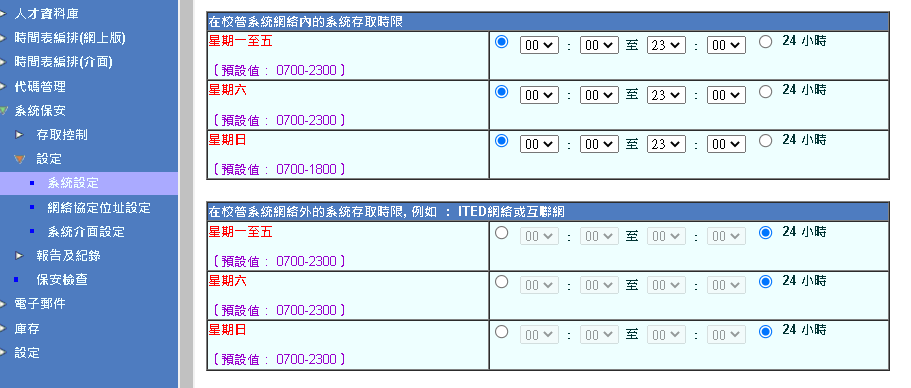 人才資料庫
時間表編排(網上版)
時間表編排(介面)
代碼管理
系統保安
存取控制
設定
系統設定
網絡協定位址設定
系統介面設定
報告及紀錄
保安檢查
電子郵件
庫存
設定
在校管系統網絡內的系統存取時限
星期一至五
00 : 00 至 23 : 00 24 小時
〔預設值： 0700-2300 〕
星期六
00 : 00 至 23 : 00 24 小時
〔預設值： 0700-2300 〕
星期日
00 : 00 至 23 : 00 24 小時
〔預設值： 0700-1800 〕
在校管系統網絡外的系統存取時限, 例如 ： ITED網絡或互聯網
星期一至五
00 : 00 至 00 : 00 24 小時
〔預設值： 0700-2300 〕
星期六
00 : 00 至 00 : 00 24 小時
〔預設值： 0700-2300 〕
星期日
00 : 00 至 00 : 00 24 小時
〔預設值： 0700-2300 〕